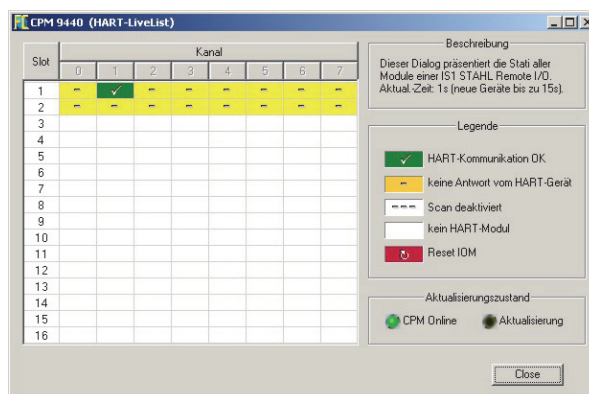 CPM 9440 (HART-LiveList)
Slot
Kanal
0 1 2 3 4 5 6 7
1
2
3
4
5
6
7
8
9
10
11
12
13
14
15
16
Beschreibung
Dieser Dialog präsentiert die Stati aller
Module einer IS1 STAHL Remote I/O.
Aktual.-Zeit: 1s (neue Geräte bis zu 15s).
Legende
HART-Kommunikation OK
keine Antwort vom HART-Gerät
Scan deaktiviert
kein HART-Modul
Reset IOM
Aktualisierungszustand
CPM Online Aktualisierung
Close